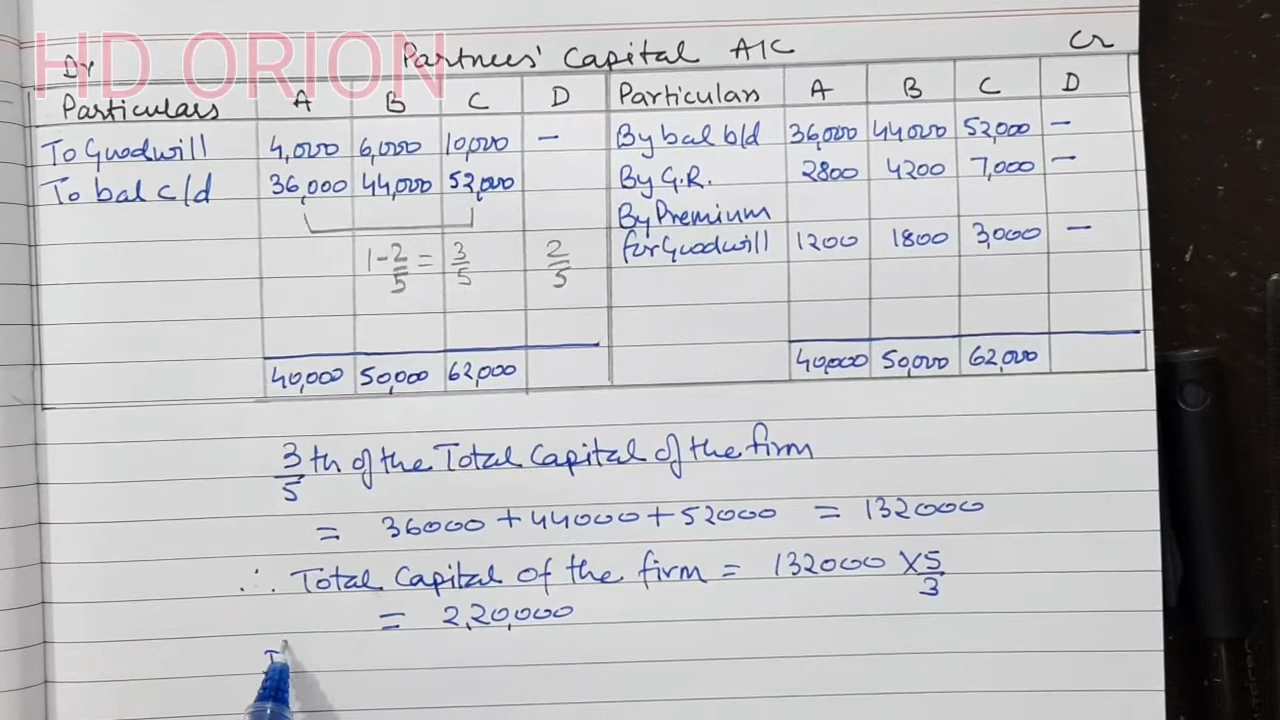 HD ORION
Dr Partners' Capital A/C Cr
Particulars A B C D Particulars A B C D
To Goodwill 4,000 6,000 10,000 — By bal b/d 36,000 44,000 52,000 —
To bal c/d 36,000 44,000 52,000 By G.R. 2800 4200 7,000 —
By Premium
for Goodwill 1200 1800 3,000 —
1-2/5 = 3/5 2/5
40,000 50,000 62,000 40,000 50,000 62,000
3/5 th of the Total Capital of the firm
= 36000 + 44000 + 52000 = 132000
∴ Total Capital of the firm = 132000 × 5/3
= 2,20,000